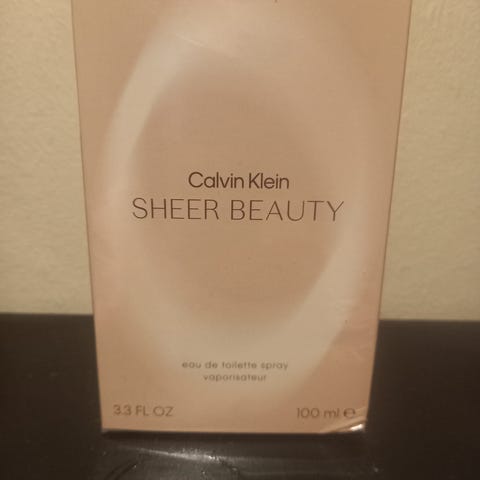 Calvin Klein
SHEER BEAUTY
eau de toilette spray
vaporisateur
3.3 FL OZ 100 ml ℮